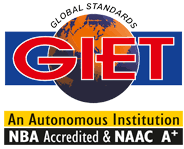 GLOBAL STANDARDS
GIET
An Autonomous Institution
NBA Accredited & NAAC A+